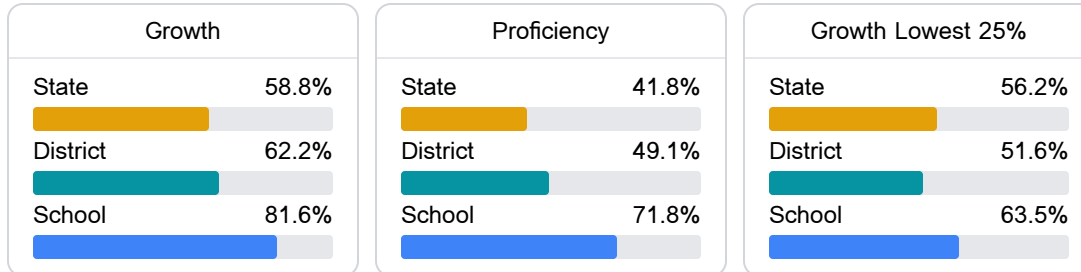 Growth
State 58.8%
District 62.2%
School 81.6%
Proficiency
State 41.8%
District 49.1%
School 71.8%
Growth Lowest 25%
State 56.2%
District 51.6%
School 63.5%